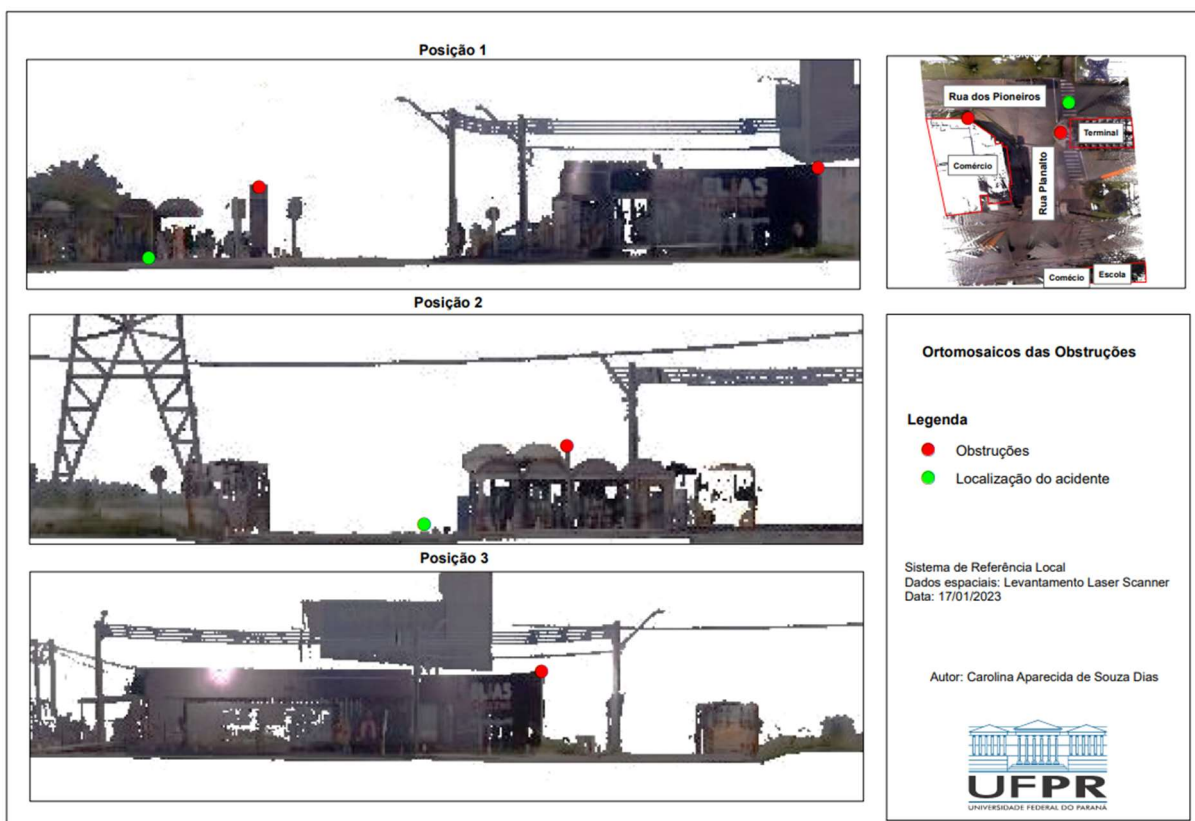 Posição 1
ELIAS
Rua dos Pioneiros
Terminal
Comércio
Rua Planalto
Comécio
Escola
Posição 2
Posição 3
ELIAS
Ortomosaicos das Obstruções
Legenda
Obstruções
Localização do acidente
Sistema de Referência Local
Dados espaciais: Levantamento Laser Scanner
Data: 17/01/2023
Autor: Carolina Aparecida de Souza Dias
UFPR
UNIVERSIDADE FEDERAL DO PARANÁ